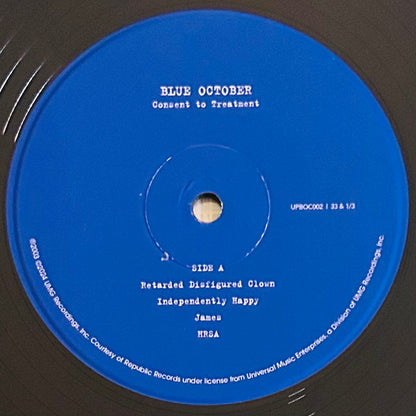 BLUE OCTOBER
Consent to Treatment
UPBOC002 | 33 & 1/3
SIDE A
Retarded Disfigured Clown
Independently Happy
James
HRSA
℗2003 ©2024 UMG Recordings, Inc. Courtesy of Republic Records under license from Universal Music Enterprises, a Division of UMG Recordings, Inc.